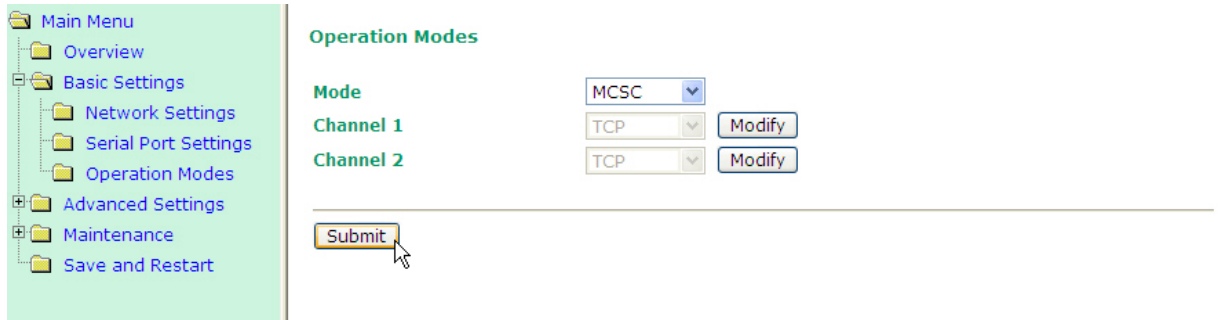 Main Menu
Overview
Basic Settings
Network Settings
Serial Port Settings
Operation Modes
Advanced Settings
Maintenance
Save and Restart
Operation Modes
Mode MCSC
Channel 1 TCP Modify
Channel 2 TCP Modify
Submit